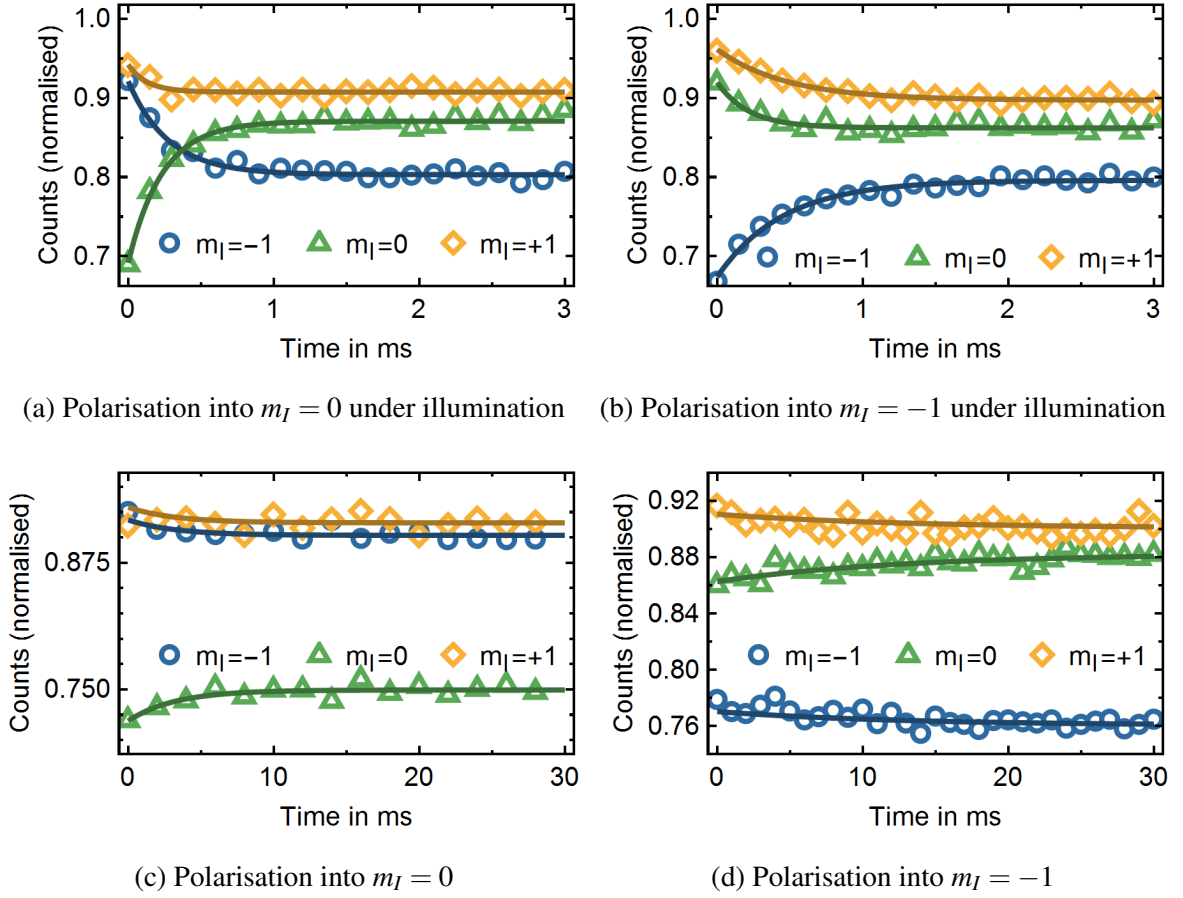 1.0
0.9
0.8
0.7
Counts (normalised)
m_I=−1 m_I=0 m_I=+1
0 1 2 3
Time in ms
(a) Polarisation into m_I = 0 under illumination
1.0
0.9
0.8
0.7
Counts (normalised)
m_I=−1 m_I=0 m_I=+1
0 1 2 3
Time in ms
(b) Polarisation into m_I = −1 under illumination
0.875
0.750
Counts (normalised)
m_I=−1 m_I=0 m_I=+1
0 10 20 30
Time in ms
(c) Polarisation into m_I = 0
0.92
0.88
0.84
0.80
0.76
Counts (normalised)
m_I=−1 m_I=0 m_I=+1
0 10 20 30
Time in ms
(d) Polarisation into m_I = −1